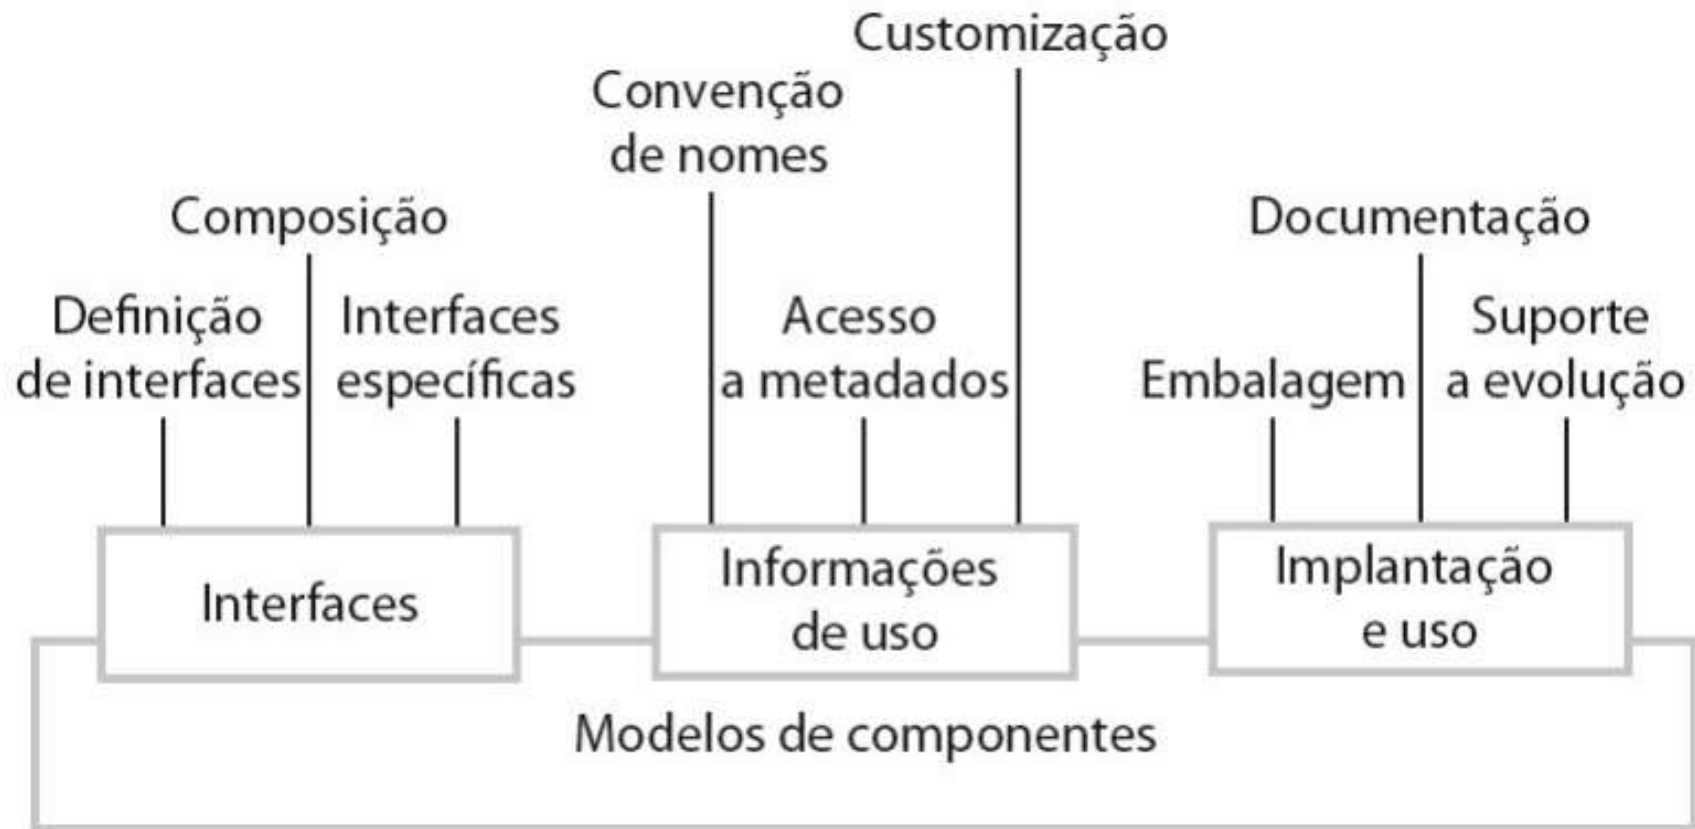 Customização
Convenção
de nomes
Composição
Documentação
Definição
de interfaces
Interfaces
específicas
Acesso
a metadados
Embalagem
Suporte
a evolução
Interfaces
Informações
de uso
Implantação
e uso
Modelos de componentes